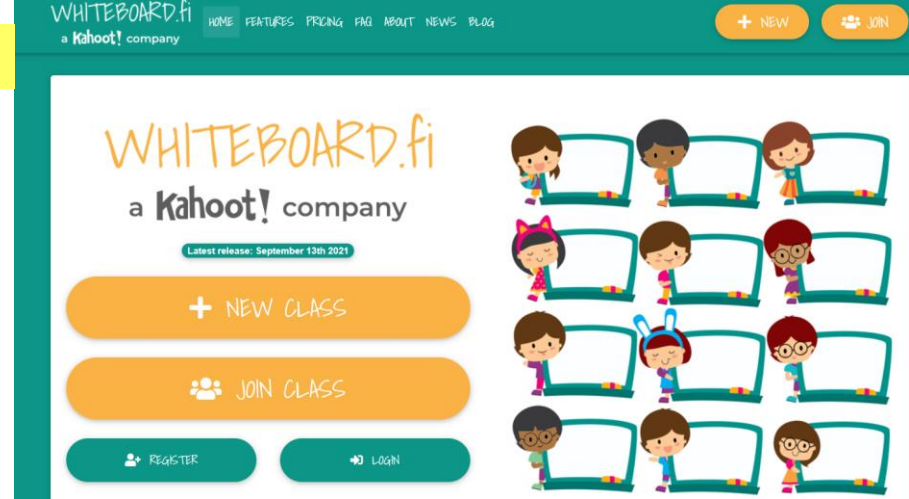 WHITEBOARD.fi
a Kahoot! company
HOME FEATURES PRICING FAQ ABOUT NEWS BLOG
+ NEW
JOIN
WHITEBOARD.fi
a Kahoot! company
Latest release: September 13th 2021
+ NEW CLASS
JOIN CLASS
REGISTER
LOGIN